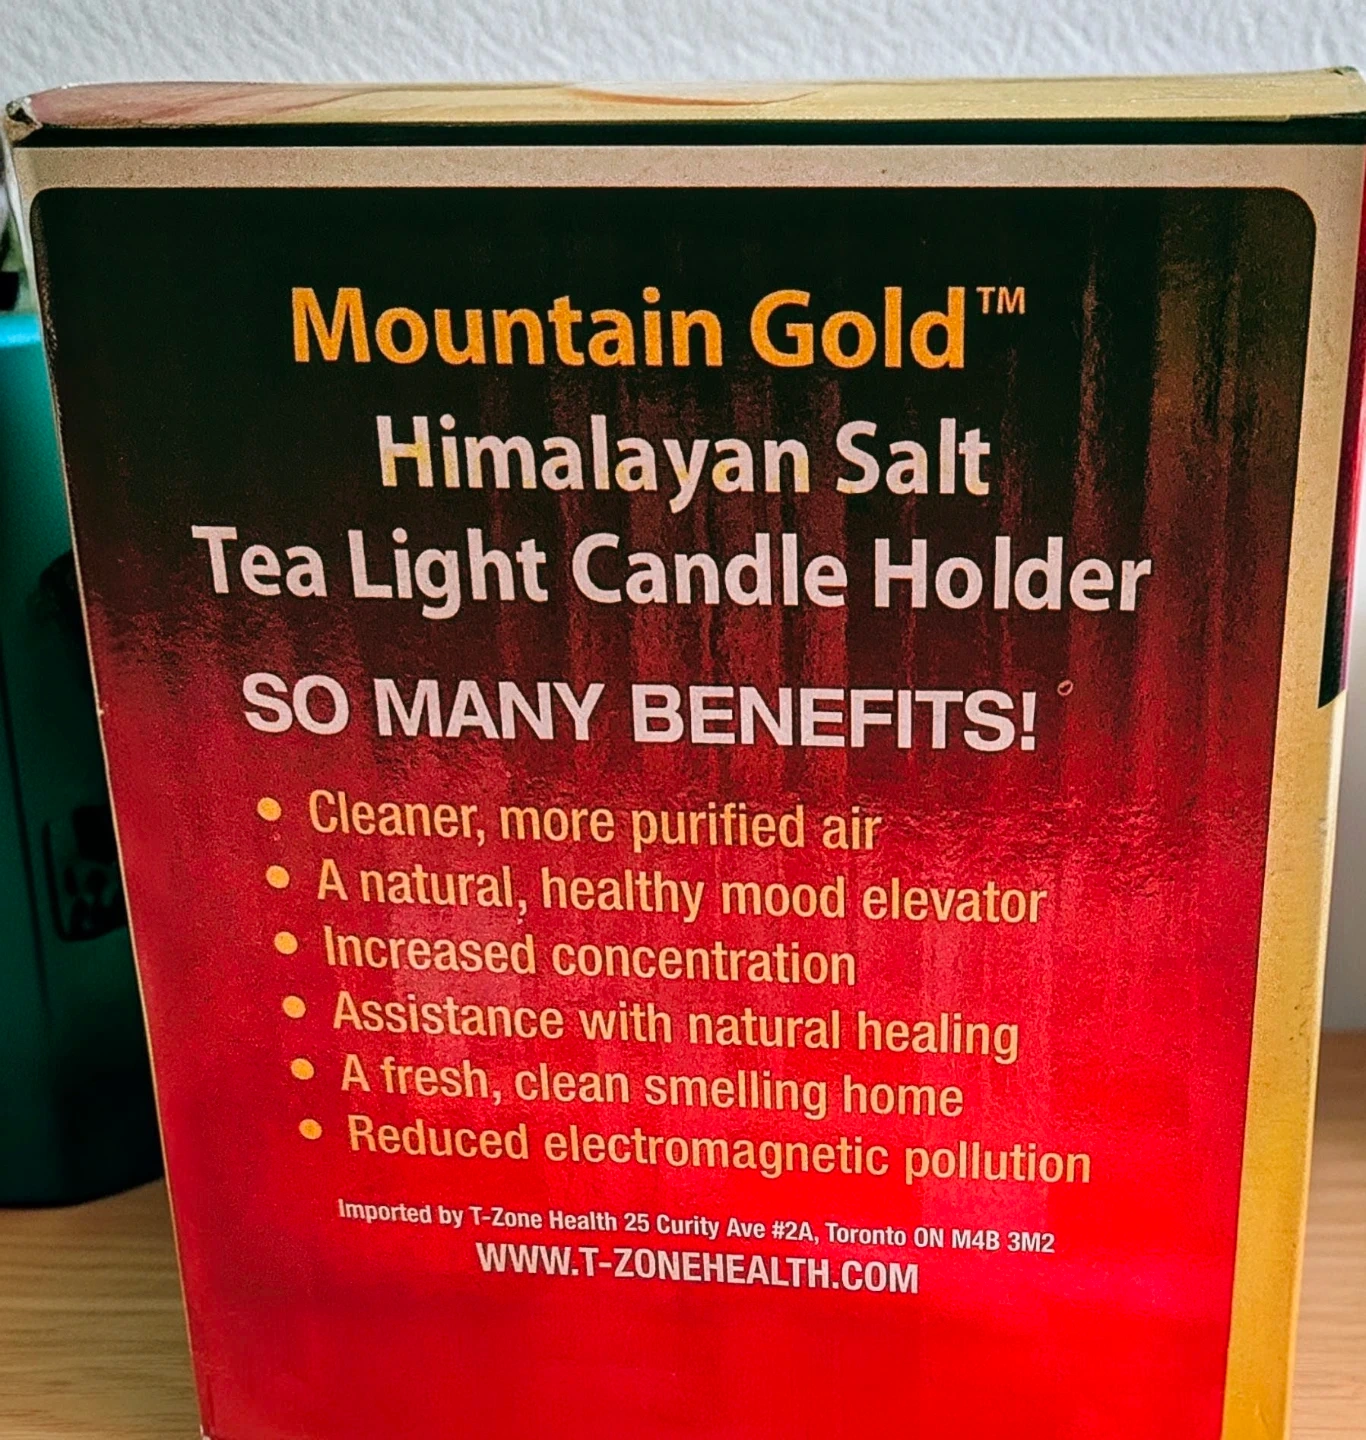 Mountain Gold™
Himalayan Salt
Tea Light Candle Holder
SO MANY BENEFITS!
• Cleaner, more purified air
• A natural, healthy mood elevator
• Increased concentration
• Assistance with natural healing
• A fresh, clean smelling home
• Reduced electromagnetic pollution
Imported by T-Zone Health 25 Curity Ave #2A, Toronto ON M4B 3M2
WWW.T-ZONEHEALTH.COM